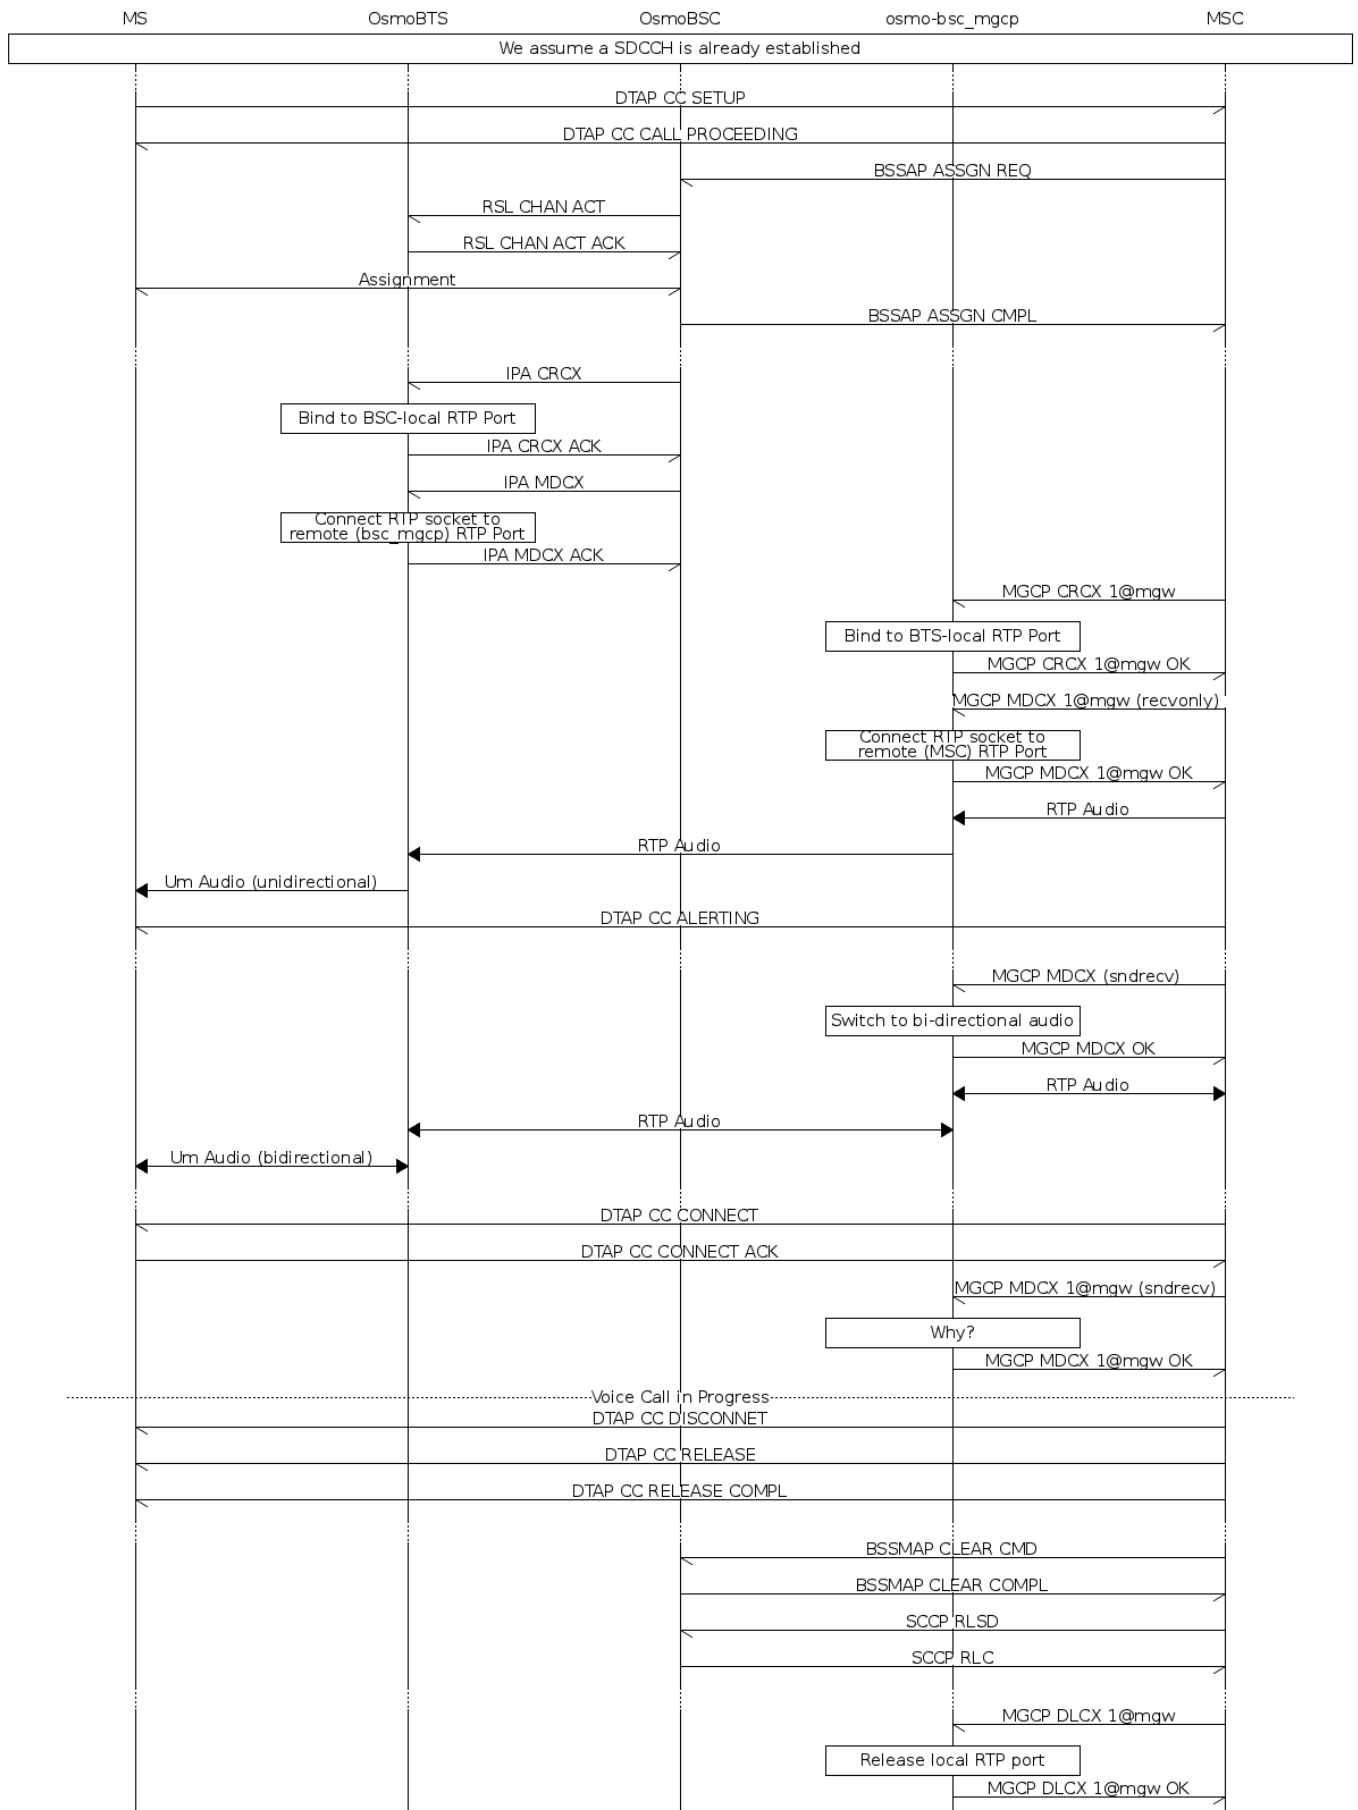 MS OsmoBTS OsmoBSC osmo-bsc_mgcp MSC
We assume a SDCCH is already established
DTAP CC SETUP
DTAP CC CALL PROCEEDING
BSSAP ASSGN REQ
RSL CHAN ACT
RSL CHAN ACT ACK
Assignment
BSSAP ASSGN CMPL
IPA CRCX
Bind to BSC-local RTP Port
IPA CRCX ACK
IPA MDCX
Connect RTP socket to
remote (bsc_mgcp) RTP Port
IPA MDCX ACK
MGCP CRCX 1@mgw
Bind to BTS-local RTP Port
MGCP CRCX 1@mgw OK
MGCP MDCX 1@mgw (recvonly)
Connect RTP socket to
remote (MSC) RTP Port
MGCP MDCX 1@mgw OK
RTP Audio
RTP Audio
Um Audio (unidirectional)
DTAP CC ALERTING
MGCP MDCX (sndrecv)
Switch to bi-directional audio
MGCP MDCX OK
RTP Audio
RTP Audio
Um Audio (bidirectional)
DTAP CC CONNECT
DTAP CC CONNECT ACK
MGCP MDCX 1@mgw (sndrecv)
Why?
MGCP MDCX 1@mgw OK
Voice Call in Progress
DTAP CC DISCONNET
DTAP CC RELEASE
DTAP CC RELEASE COMPL
BSSMAP CLEAR CMD
BSSMAP CLEAR COMPL
SCCP RLSD
SCCP RLC
MGCP DLCX 1@mgw
Release local RTP port
MGCP DLCX 1@mgw OK